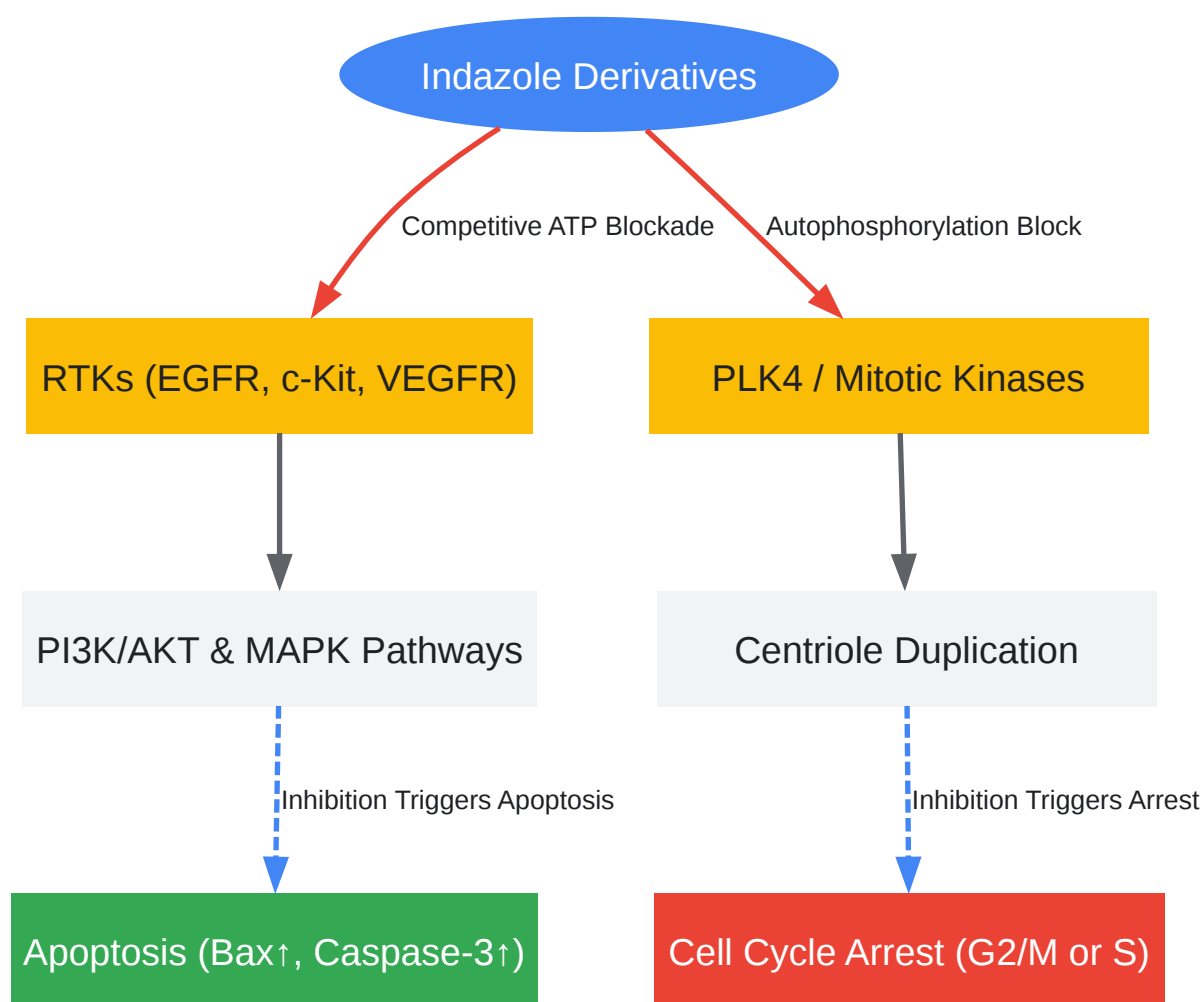 Indazole Derivatives
Competitive ATP Blockade
Autophosphorylation Block
RTKs (EGFR, c-Kit, VEGFR)
PLK4 / Mitotic Kinases
PI3K/AKT & MAPK Pathways
Centriole Duplication
Inhibition Triggers Apoptosis
Inhibition Triggers Arrest
Apoptosis (Bax↑, Caspase-3↑)
Cell Cycle Arrest (G2/M or S)